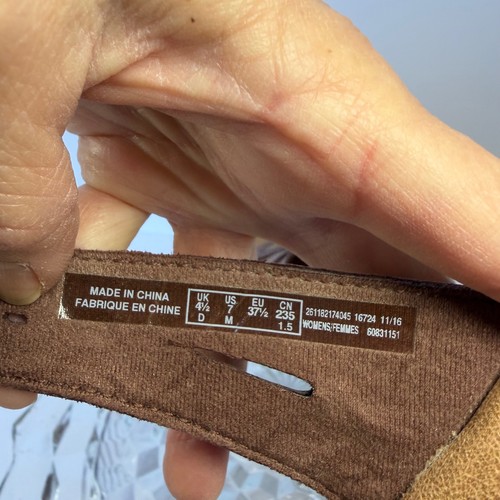 MADE IN CHINA
FABRIQUE EN CHINE
UK US EU CN
4½ 7 37½ 235
D M 1.5
261182174045 16724 11/16
WOMENS/FEMMES 60831151